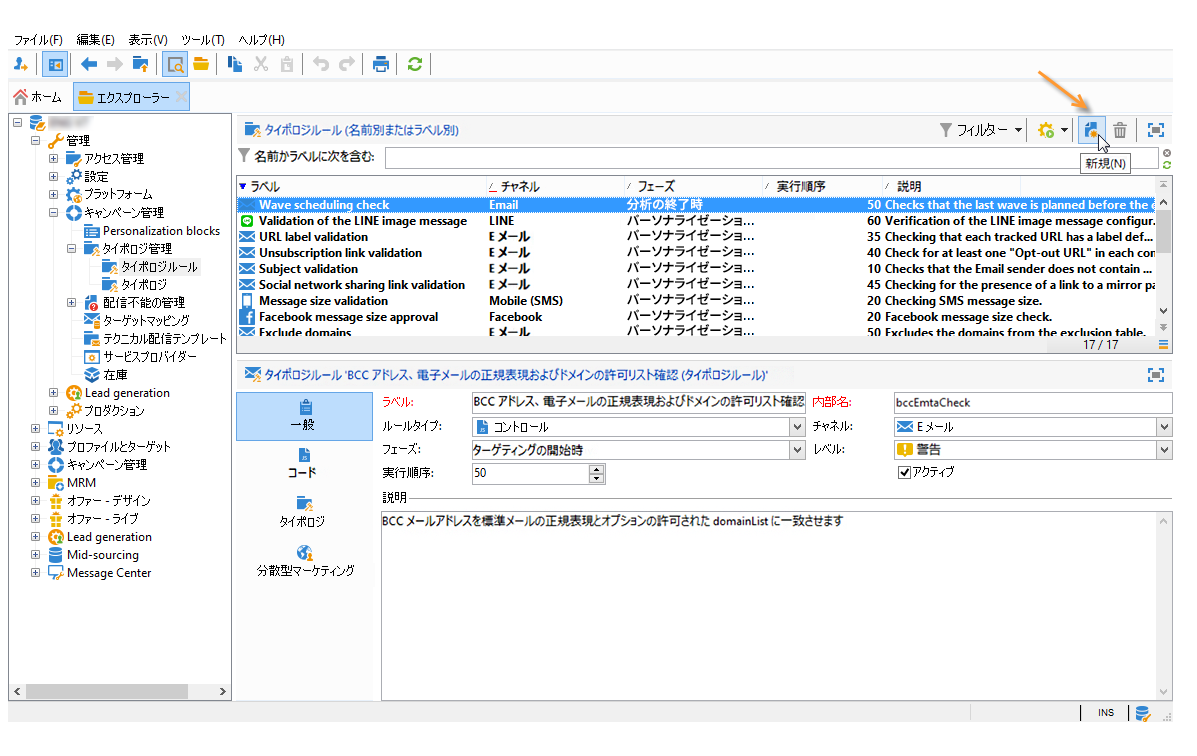 ファイル(F) 編集(E) 表示(V) ツール(T) ヘルプ(H)
ホーム エクスプローラー
管理
アクセス管理
設定
プラットフォーム
キャンペーン管理
Personalization blocks
タイポロジ管理
タイポロジルール
タイポロジ
配信不能の管理
ターゲットマッピング
テクニカル配信テンプレート
サービスプロバイダー
在庫
Lead generation
プロダクション
リソース
プロファイルとターゲット
キャンペーン管理
MRM
オファー - デザイン
オファー - ライブ
Lead generation
Mid-sourcing
Message Center
タイポロジルール (名前別またはラベル別)
フィルター
新規(N)
名前かラベルに次を含む:
ラベル チャネル フェーズ 実行順序 説明
Wave scheduling check Email 分析の終了時 50 Checks that the last wave is planned before the e
Validation of the LINE image message LINE パーソナライゼーショ... 60 Verification of the LINE image message configur.
URL label validation E メール パーソナライゼーショ... 35 Checking that each tracked URL has a label def...
Unsubscription link validation E メール パーソナライゼーショ... 40 Check for at least one "Opt-out URL" in each con
Subject validation E メール パーソナライゼーショ... 10 Checks that the Email sender does not contain ...
Social network sharing link validation E メール パーソナライゼーショ... 45 Checking for the presence of a link to a mirror pa
Message size validation Mobile (SMS) パーソナライゼーショ... 20 Checking SMS message size.
Facebook message size approval Facebook パーソナライゼーショ... 20 Facebook message size check.
Exclude domains E メール パーソナライゼーショ... 50 Excludes the domains from the exclusion table.
17 / 17
タイポロジルール 'BCC アドレス、電子メールの正規表現およびドメインの許可リスト確認 (タイポロジルール)'
一般
コード
タイポロジ
分散型マーケティング
ラベル: BCC アドレス、電子メールの正規表現およびドメインの許可リスト確認 内部名: bccEmtaCheck
ルールタイプ: コントロール チャネル: E メール
フェーズ: ターゲティングの開始時 レベル: 警告
実行順序: 50 アクティブ
説明
BCC メールアドレスを標準メールの正規表現とオプションの許可された domainList に一致させます
INS